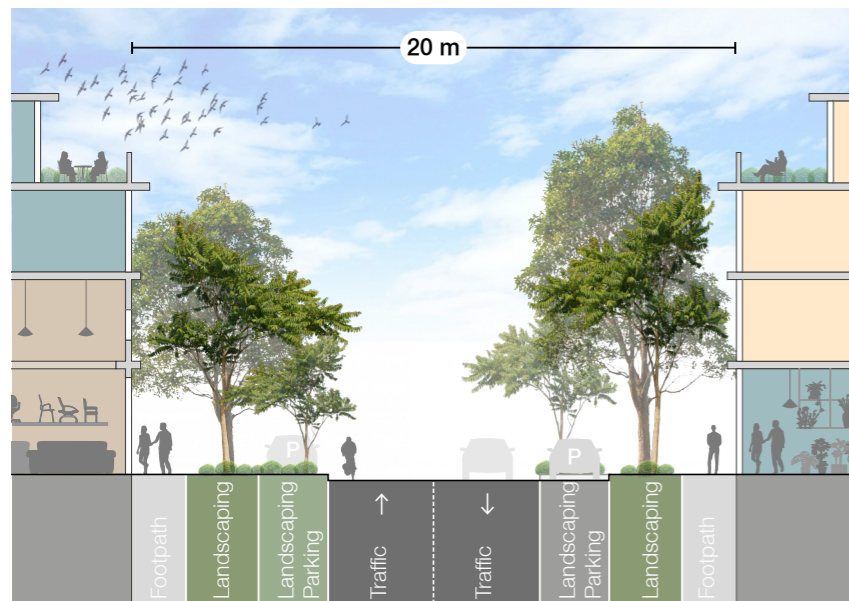 20 m
P
P
Footpath
Landscaping
Landscaping
Parking
Traffic
Traffic
Landscaping
Parking
Landscaping
Footpath